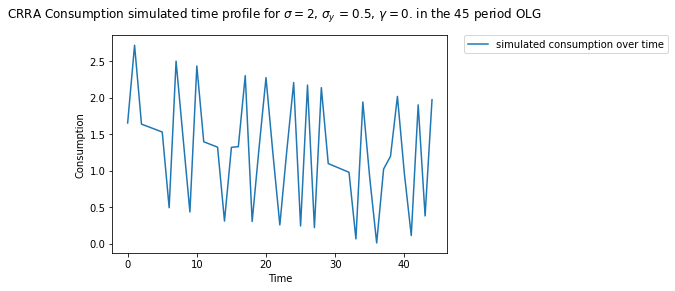 CRRA Consumption simulated time profile for σ = 2, σy = 0.5, γ = 0. in the 45 period OLG
simulated consumption over time
2.5
2.0
1.5
1.0
0.5
0.0
Consumption
0 10 20 30 40
Time